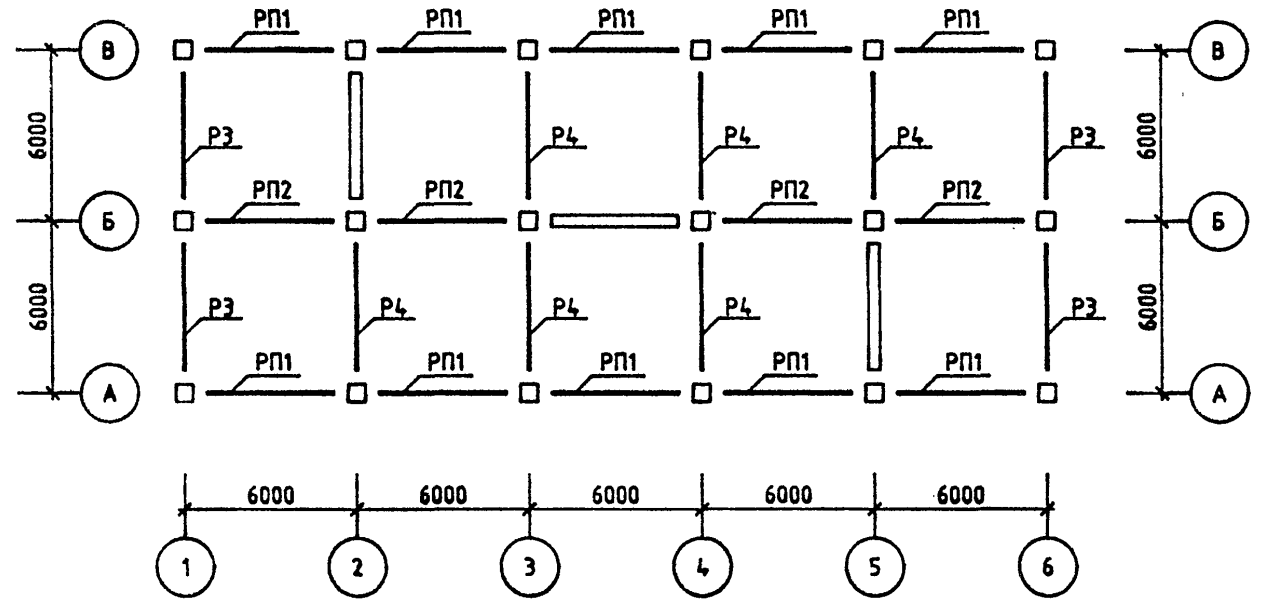 РП1 РП1 РП1 РП1 РП1
В В
6000 Р3 Р4 Р4 Р4 Р3 6000
РП2 РП2 РП2 РП2
Б Б
6000 Р3 Р4 Р4 Р4 Р3 6000
РП1 РП1 РП1 РП1 РП1
А А
6000 6000 6000 6000 6000
1 2 3 4 5 6